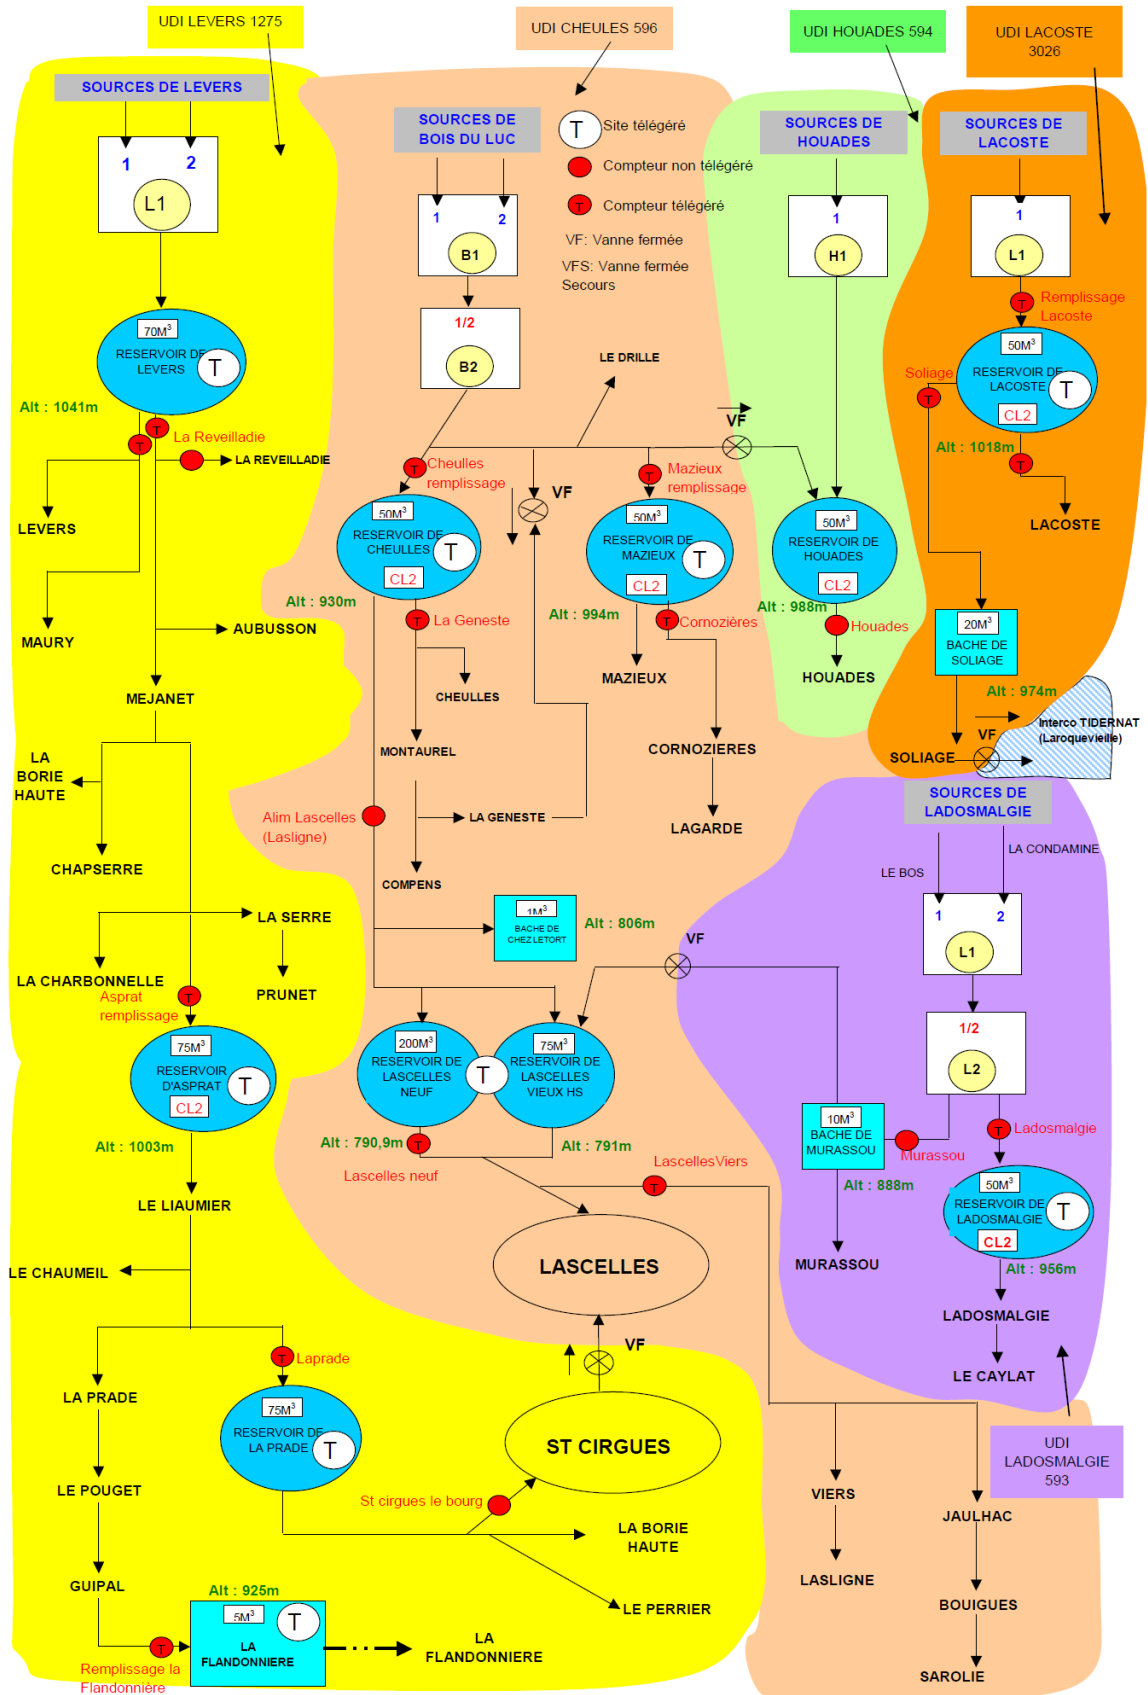 UDI LEVERS 1275
UDI CHEULES 596
UDI HOUADES 594
UDI LACOSTE
3026
SOURCES DE LEVERS
1
2
L1
70M3
RESERVOIR DE
LEVERS
T
Alt : 1041m
T
T
La Reveilladie
LA REVEILLADIE
LEVERS
MAURY
AUBUSSON
MEJANET
LA
BORIE
HAUTE
CHAPSERRE
LA SERRE
LA CHARBONNELLE
PRUNET
Asprat
remplissage
T
75M3
RESERVOIR
D'ASPRAT
T
CL2
Alt : 1003m
LE LIAUMIER
LE CHAUMEIL
T
Laprade
LA PRADE
75M3
RESERVOIR DE
LA PRADE
T
LE POUGET
GUIPAL
Alt : 925m
5M3
T
LA
FLANDONNIERE
T
Remplissage la
Flandonnière
LA
FLANDONNIERE
St cirgues le bourg
ST CIRGUES
LA BORIE
HAUTE
LE PERRIER
VF
SOURCES DE
BOIS DU LUC
1
2
B1
1/2
B2
T
Site télégéré
Compteur non télégéré
T
Compteur télégéré
VF: Vanne fermée
VFS: Vanne fermée
Secours
LE DRILLE
VF
T
Cheulles
remplissage
VF
T
Mazieux
remplissage
50M3
RESERVOIR DE
CHEULLES
T
CL2
Alt : 930m
T
La Geneste
CHEULLES
MONTAUREL
Alim Lascelles
(Lasligne)
LA GENESTE
COMPENS
50M3
RESERVOIR DE
MAZIEUX
T
CL2
Alt : 994m
T
Cornozières
MAZIEUX
CORNOZIERES
LAGARDE
1M3
BACHE DE
CHEZ LETORT
Alt : 806m
VF
200M3
RESERVOIR DE
LASCELLES
NEUF
T
75M3
RESERVOIR DE
LASCELLES
VIEUX HS
Alt : 790,9m
T
Alt : 791m
Lascelles neuf
LascellesViers
T
LASCELLES
VIERS
LASLIGNE
JAULHAC
BOUIGUES
SAROLIE
SOURCES DE
HOUADES
1
H1
50M3
RESERVOIR DE
HOUADES
CL2
Alt : 988m
Houades
HOUADES
SOURCES DE
LACOSTE
1
L1
T
Remplissage
Lacoste
50M3
RESERVOIR DE
LACOSTE
T
CL2
Soliage
T
Alt : 1018m
T
LACOSTE
20M3
BACHE DE
SOLIAGE
Alt : 974m
SOLIAGE
VF
Interco TIDERNAT
(Laroquevieille)
SOURCES DE
LADOSMALGIE
LA CONDAMINE
LE BOS
1
2
L1
1/2
L2
10M3
BACHE DE
MURASSOU
Murassou
Alt : 888m
MURASSOU
T
Ladosmalgie
50M3
RESERVOIR DE
LADOSMALGIE
T
CL2
Alt : 956m
LADOSMALGIE
LE CAYLAT
UDI
LADOSMALGIE
593